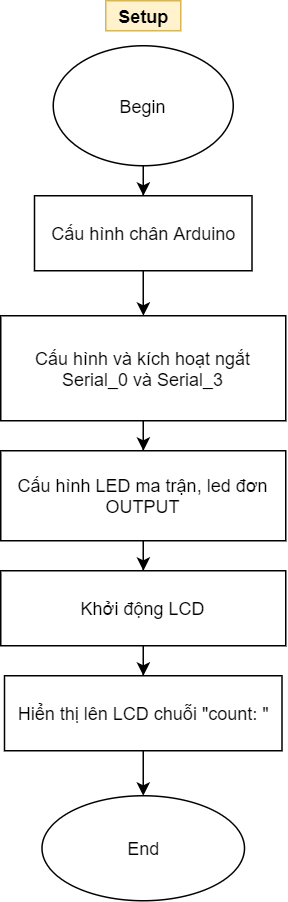 Setup
Begin
Cấu hình chân Arduino
Cấu hình và kích hoạt ngắt
Serial_0 và Serial_3
Cấu hình LED ma trận, led đơn
OUTPUT
Khởi động LCD
Hiển thị lên LCD chuỗi "count: "
End